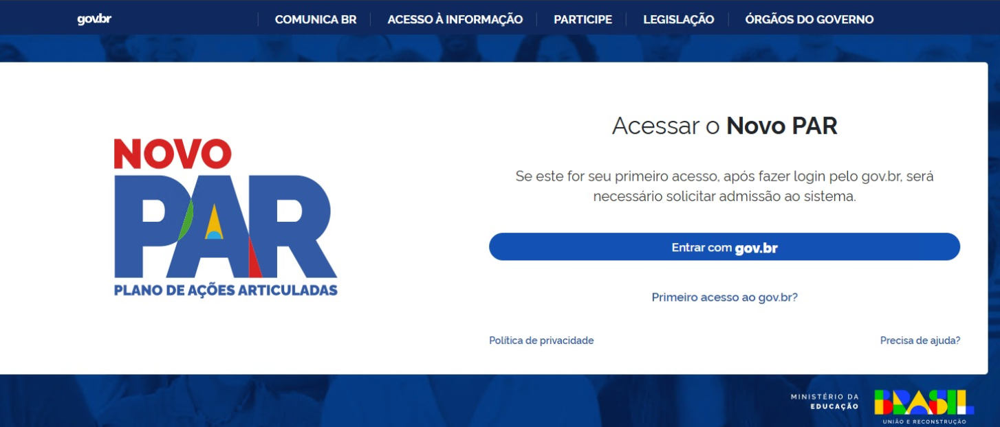 gov.br
COMUNICA BR
ACESSO À INFORMAÇÃO
PARTICIPE
LEGISLAÇÃO
ÓRGÃOS DO GOVERNO
NOVO
PAR
PLANO DE AÇÕES ARTICULADAS
Acessar o Novo PAR
Se este for seu primeiro acesso, após fazer login pelo gov.br, será
necessário solicitar admissão ao sistema.
Entrar com gov.br
Primeiro acesso ao gov.br?
Política de privacidade
Precisa de ajuda?
MINISTÉRIO DA
EDUCAÇÃO
BRASIL
UNIÃO E RECONSTRUÇÃO